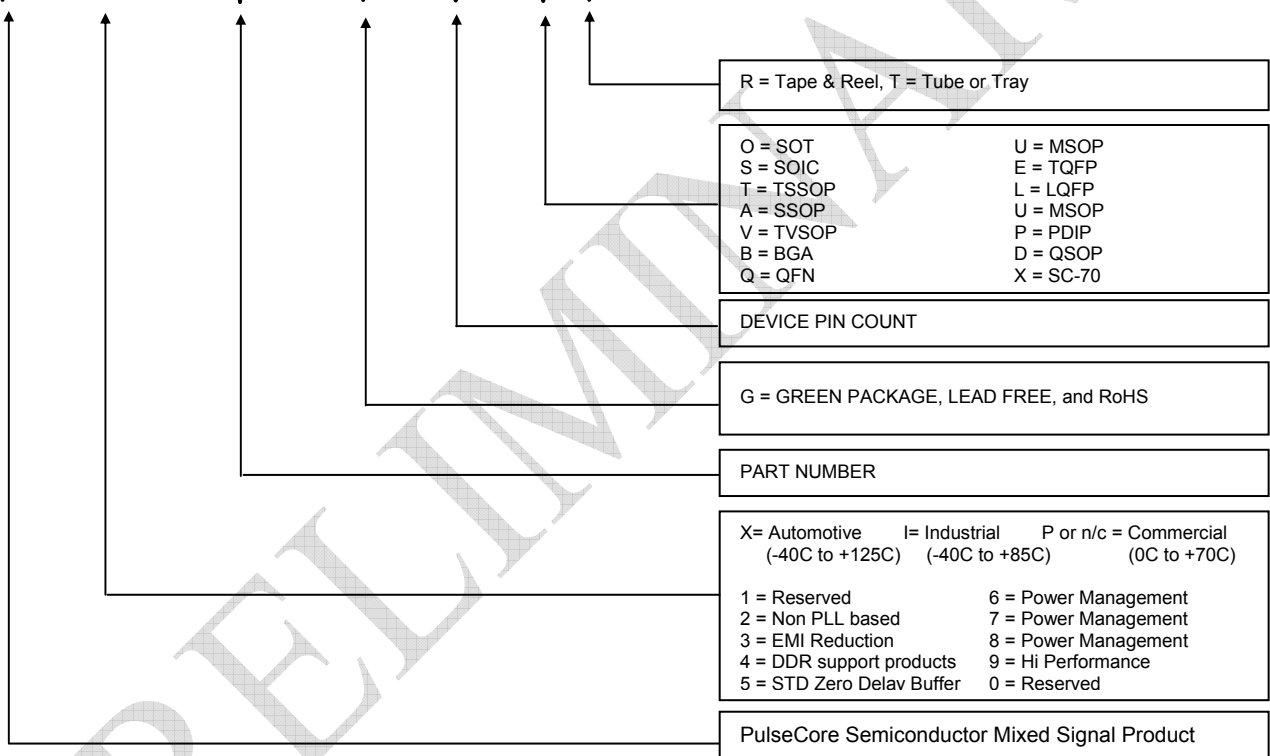 R = Tape & Reel, T = Tube or Tray
O = SOT U = MSOP
S = SOIC E = TQFP
T = TSSOP L = LQFP
A = SSOP U = MSOP
V = TVSOP P = PDIP
B = BGA D = QSOP
Q = QFN X = SC-70
DEVICE PIN COUNT
G = GREEN PACKAGE, LEAD FREE, and RoHS
PART NUMBER
X= Automotive I= Industrial P or n/c = Commercial
(-40C to +125C) (-40C to +85C) (0C to +70C)
1 = Reserved 6 = Power Management
2 = Non PLL based 7 = Power Management
3 = EMI Reduction 8 = Power Management
4 = DDR support products 9 = Hi Performance
5 = STD Zero Delay Buffer 0 = Reserved
PulseCore Semiconductor Mixed Signal Product